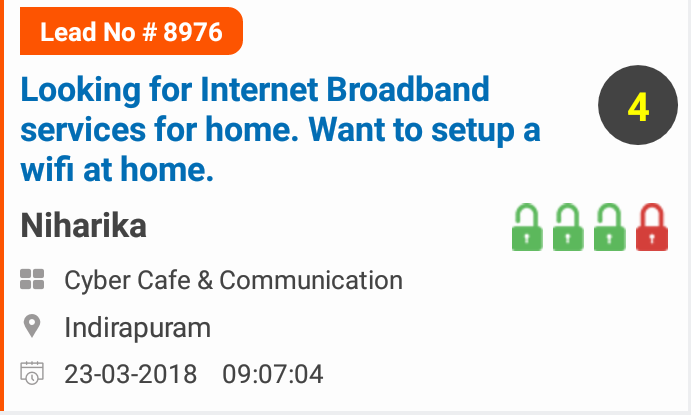 Lead No # 8976
Looking for Internet Broadband
services for home. Want to setup a
wifi at home.
4
Niharika
Cyber Cafe & Communication
Indirapuram
23-03-2018 09:07:04